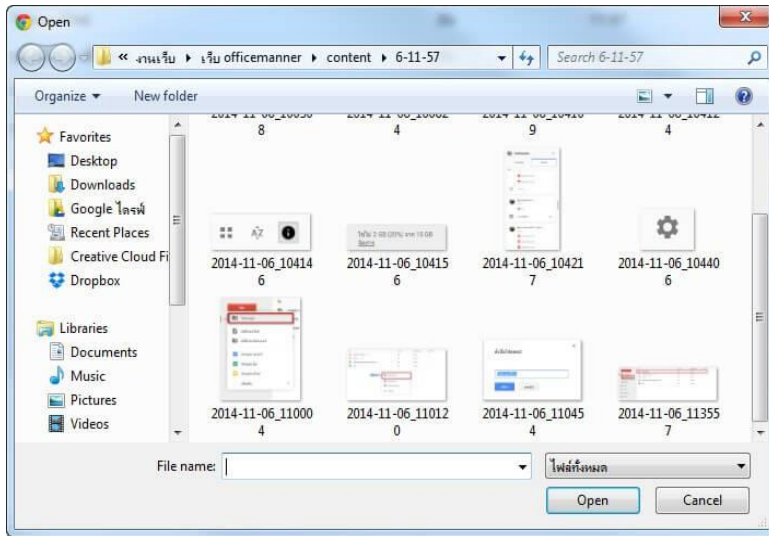 Open
« งานเว็บ ▸ เว็บ officemanner ▸ content ▸ 6-11-57
Search 6-11-57
Organize
New folder
Favorites
Desktop
Downloads
Google ไดรฟ์
Recent Places
Creative Cloud Fi
Dropbox
Libraries
Documents
Music
Pictures
Videos
8
4
9
4
2014-11-06_10414
6
2014-11-06_10415
6
2014-11-06_10421
7
2014-11-06_10440
6
2014-11-06_11000
4
2014-11-06_11012
0
2014-11-06_11045
4
2014-11-06_11355
7
File name:
ไฟล์ทั้งหมด
Open
Cancel